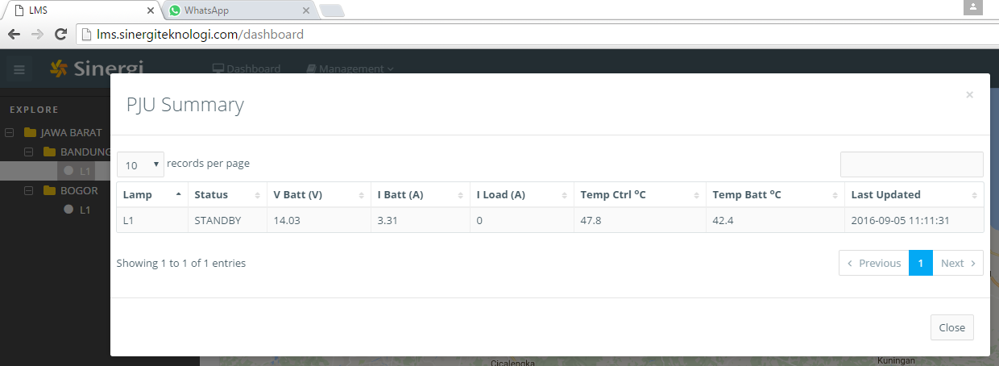 LMS
WhatsApp
lms.sinergiteknologi.com/dashboard
Sinergi
Dashboard
Management
PJU Summary
×
EXPLORE
JAWA BARAT
BANDUNG
L1
BOGOR
L1
10 records per page
Lamp Status V Batt (V) I Batt (A) I Load (A) Temp Ctrl ºC Temp Batt ºC Last Updated
L1 STANDBY 14.03 3.31 0 47.8 42.4 2016-09-05 11:11:31
Showing 1 to 1 of 1 entries
Previous 1 Next
Close
Cicalengka
Kuningan